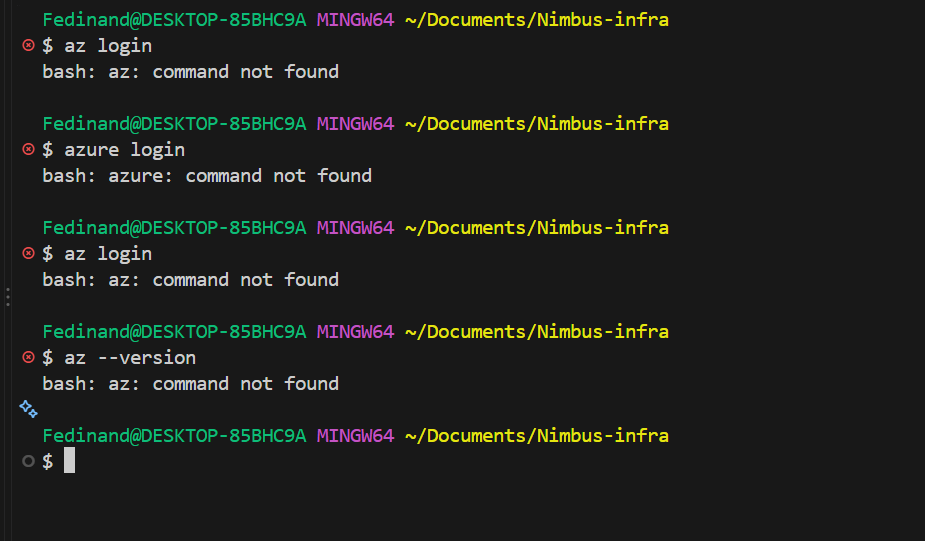 Fedinand@DESKTOP-85BHC9A MINGW64 ~/Documents/Nimbus-infra
$ az login
bash: az: command not found
Fedinand@DESKTOP-85BHC9A MINGW64 ~/Documents/Nimbus-infra
$ azure login
bash: azure: command not found
Fedinand@DESKTOP-85BHC9A MINGW64 ~/Documents/Nimbus-infra
$ az login
bash: az: command not found
Fedinand@DESKTOP-85BHC9A MINGW64 ~/Documents/Nimbus-infra
$ az --version
bash: az: command not found
Fedinand@DESKTOP-85BHC9A MINGW64 ~/Documents/Nimbus-infra
$